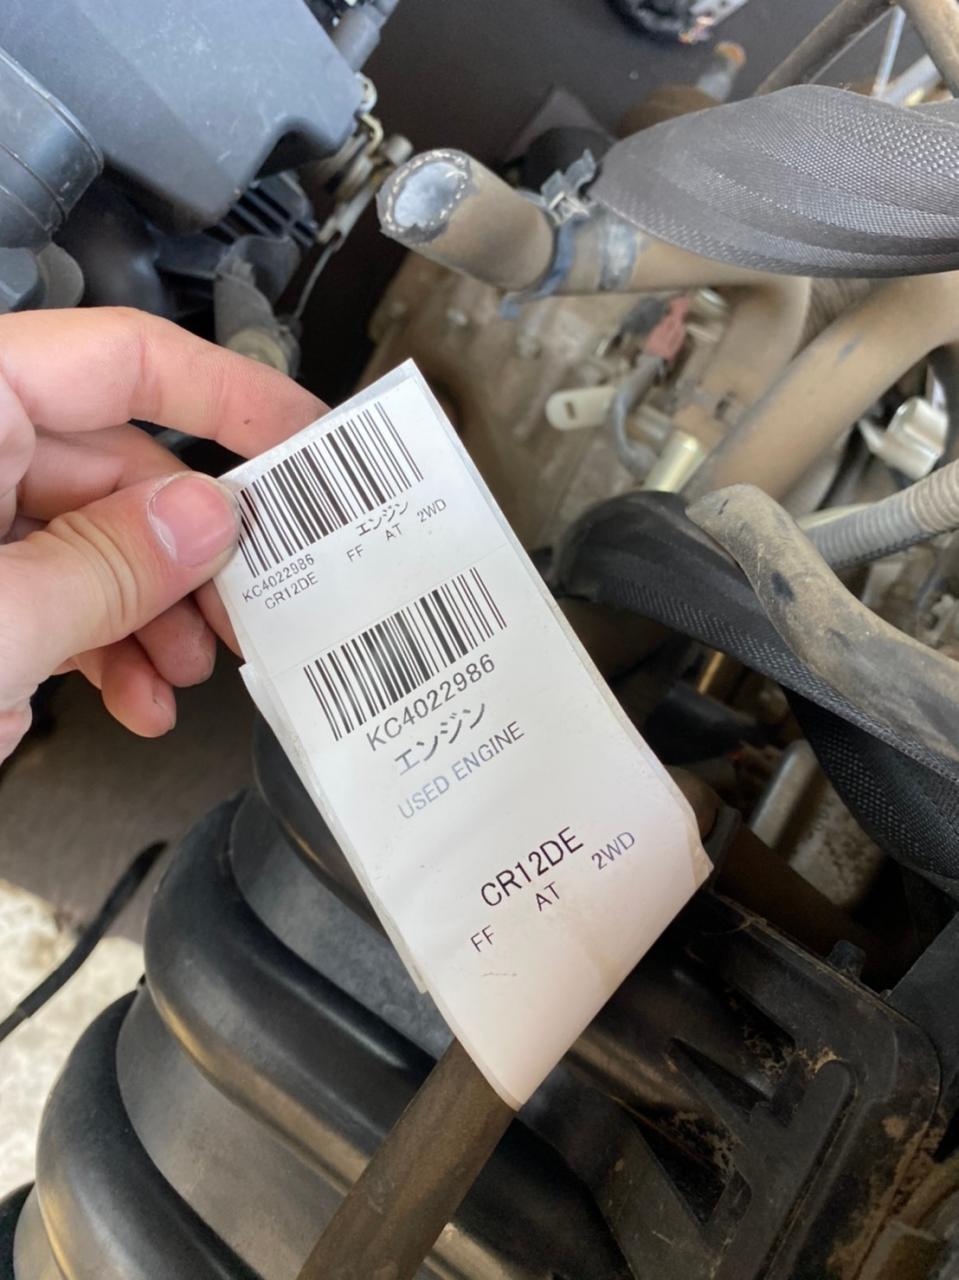 KC4022986 エンジン
CR12DE FF AT 2WD
KC4022986
エンジン
USED ENGINE
CR12DE
FF AT 2WD